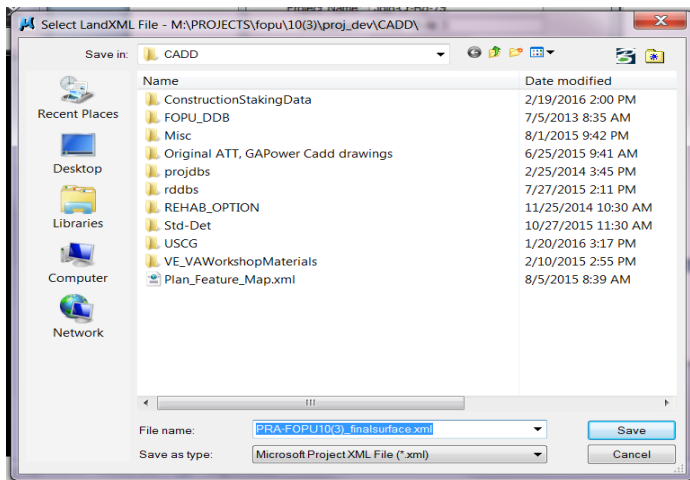 Select LandXML File - M:\PROJECTS\fopu\10(3)\proj_dev\CADD\
Save in: CADD
Name Date modified
Recent Places
Desktop
Libraries
Computer
Network
ConstructionStakingData 2/19/2016 2:00 PM
FOPU_DDB 7/5/2013 8:35 AM
Misc 8/1/2015 9:42 PM
Original ATT, GAPower Cadd drawings 6/25/2015 9:41 AM
projdbs 2/25/2014 3:45 PM
rddbs 7/27/2015 2:11 PM
REHAB_OPTION 11/25/2014 10:30 AM
Std-Det 10/27/2015 11:30 AM
USCG 1/20/2016 3:17 PM
VE_VAWorkshopMaterials 2/10/2015 2:55 PM
Plan_Feature_Map.xml 8/5/2015 8:39 AM
File name: PRA-FOPU10(3)_finalsurface.xml Save
Save as type: Microsoft Project XML File (*.xml) Cancel